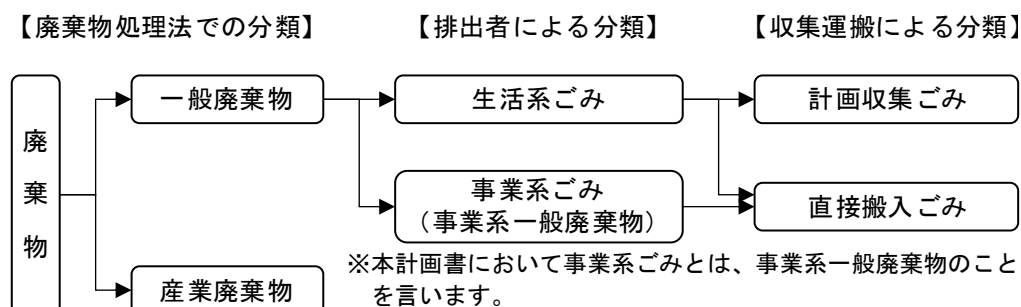 【廃棄物処理法での分類】
【排出者による分類】
【収集運搬による分類】
廃棄物
一般廃棄物
産業廃棄物
生活系ごみ
事業系ごみ
（事業系一般廃棄物）
計画収集ごみ
直接搬入ごみ
※本計画書において事業系ごみとは、事業系一般廃棄物のこと
を言います。